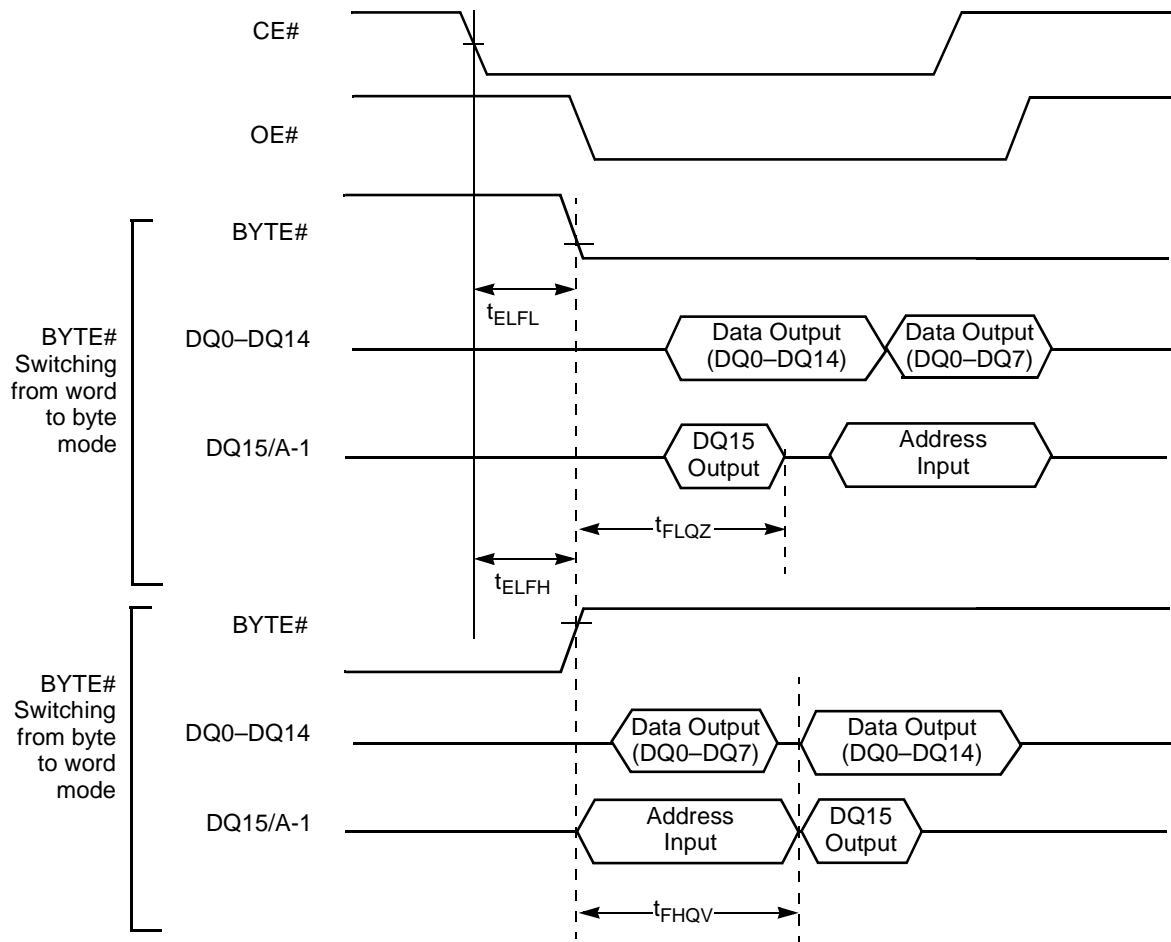 CE#
OE#
BYTE#
tELFL
BYTE#
Switching
from word
to byte
mode
DQ0–DQ14
Data Output
(DQ0–DQ14)
Data Output
(DQ0–DQ7)
DQ15/A-1
DQ15
Output
Address
Input
tFLQZ
tELFH
BYTE#
BYTE#
Switching
from byte
to word
mode
DQ0–DQ14
Data Output
(DQ0–DQ7)
Data Output
(DQ0–DQ14)
DQ15/A-1
Address
Input
DQ15
Output
tFHQV